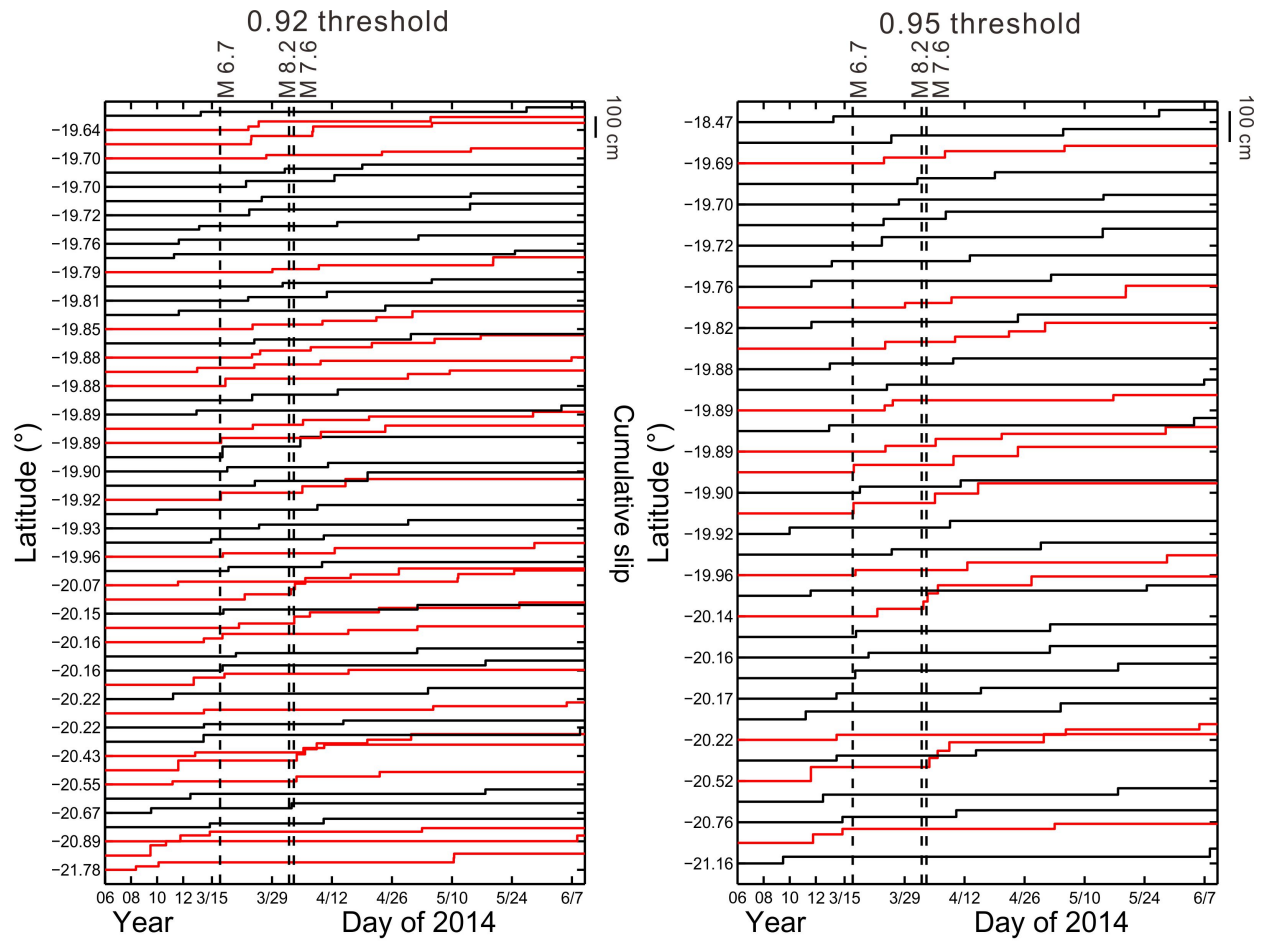 0.92 threshold
M 6.7
M 8.2
M 7.6
100 cm
−19.64
−19.70
−19.70
−19.72
−19.76
−19.79
−19.81
−19.85
−19.88
−19.88
−19.89
−19.89
−19.90
−19.92
−19.93
−19.96
−20.07
−20.15
−20.16
−20.16
−20.22
−20.22
−20.43
−20.55
−20.67
−20.89
−21.78
Latitude (°)
Cumulative slip
06 08 10 12 3/15 3/29 4/12 4/26 5/10 5/24 6/7
Year Day of 2014
0.95 threshold
M 6.7
M 8.2
M 7.6
100 cm
−18.47
−19.69
−19.70
−19.72
−19.76
−19.82
−19.88
−19.89
−19.89
−19.90
−19.92
−19.96
−20.14
−20.16
−20.17
−20.22
−20.52
−20.76
−21.16
Latitude (°)
06 08 10 12 3/15 3/29 4/12 4/26 5/10 5/24 6/7
Year Day of 2014